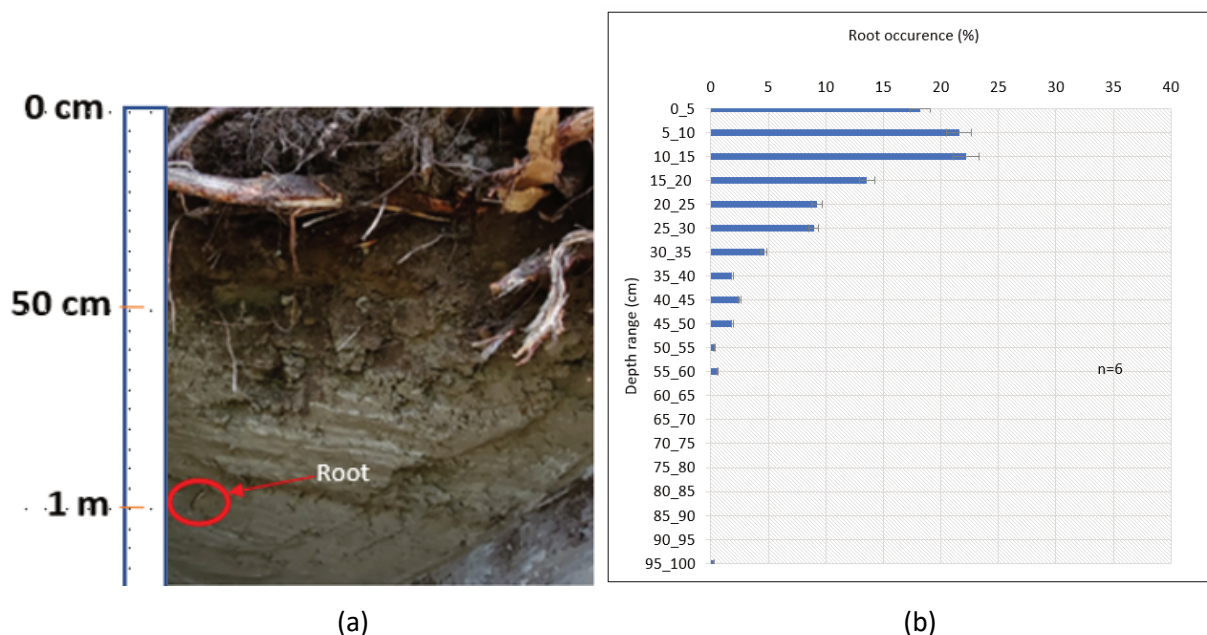 0 cm
50 cm
1 m
Root
(a)
Root occurence (%)
0 5 10 15 20 25 30 35 40
Depth range (cm)
0_5
5_10
10_15
15_20
20_25
25_30
30_35
35_40
40_45
45_50
50_55
55_60
60_65
65_70
70_75
75_80
80_85
85_90
90_95
95_100
n=6
(b)